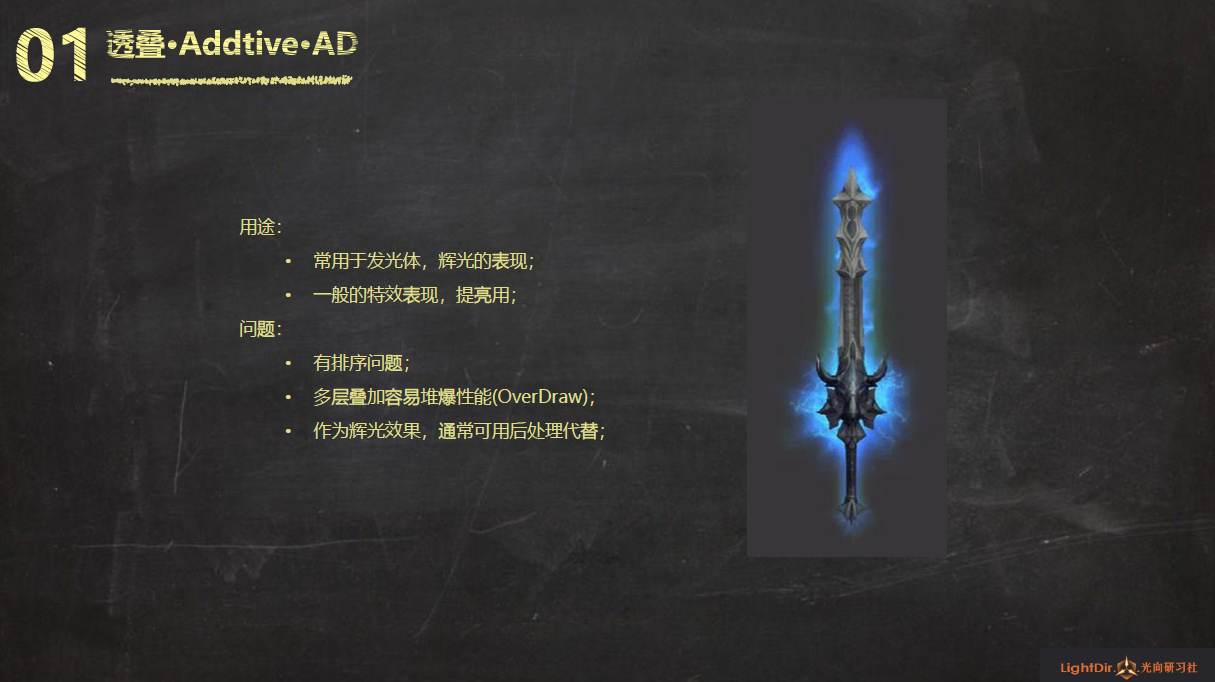 01 透叠•Addtive•AD
用途：
• 常用于发光体，辉光的表现；
• 一般的特效表现，提亮用；
问题：
• 有排序问题；
• 多层叠加容易堆爆性能(OverDraw)；
• 作为辉光效果，通常可用后处理代替；
LightDir.光向研习社